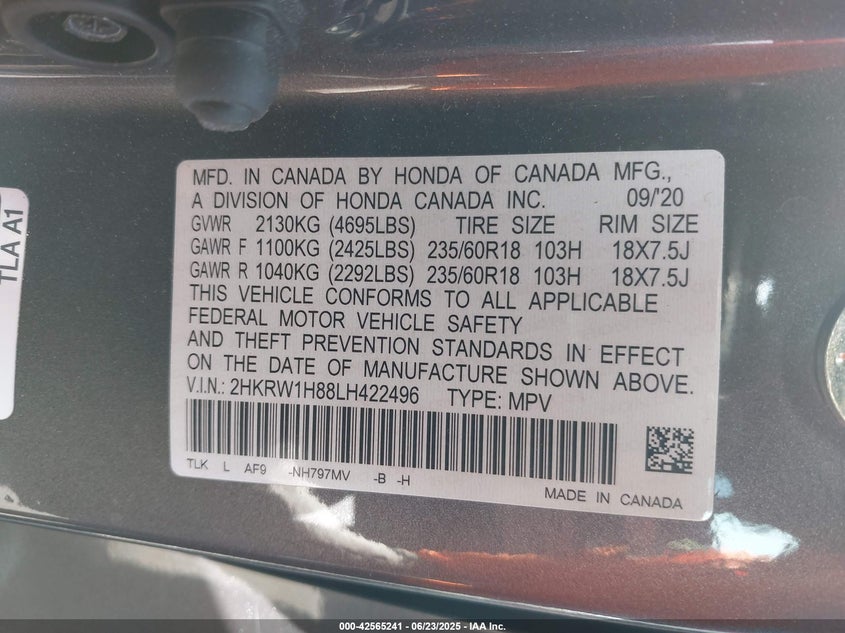 TLA A1
MFD. IN CANADA BY HONDA OF CANADA MFG.,
A DIVISION OF HONDA CANADA INC. 09/'20
GVWR 2130KG (4695LBS) TIRE SIZE RIM SIZE
GAWR F 1100KG (2425LBS) 235/60R18 103H 18X7.5J
GAWR R 1040KG (2292LBS) 235/60R18 103H 18X7.5J
THIS VEHICLE CONFORMS TO ALL APPLICABLE
FEDERAL MOTOR VEHICLE SAFETY
AND THEFT PREVENTION STANDARDS IN EFFECT
ON THE DATE OF MANUFACTURE SHOWN ABOVE.
V.I.N.: 2HKRW1H88LH422496 TYPE: MPV
TLK L AF9 -NH797MV -B -H
MADE IN CANADA
000-42565241 - 06/23/2025 - IAA Inc.